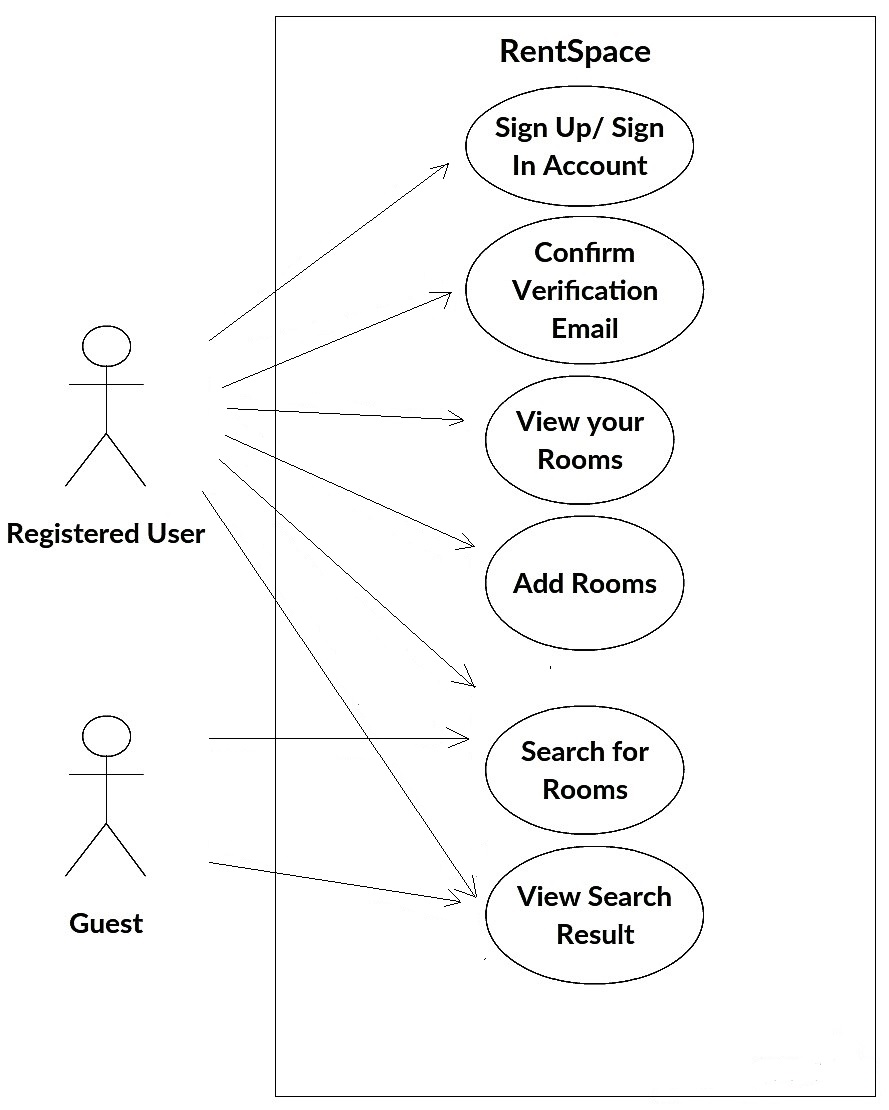 RentSpace
Sign Up/ Sign
In Account
Confirm
Verification
Email
View your
Rooms
Registered User
Add Rooms
Search for
Rooms
Guest
View Search
Result